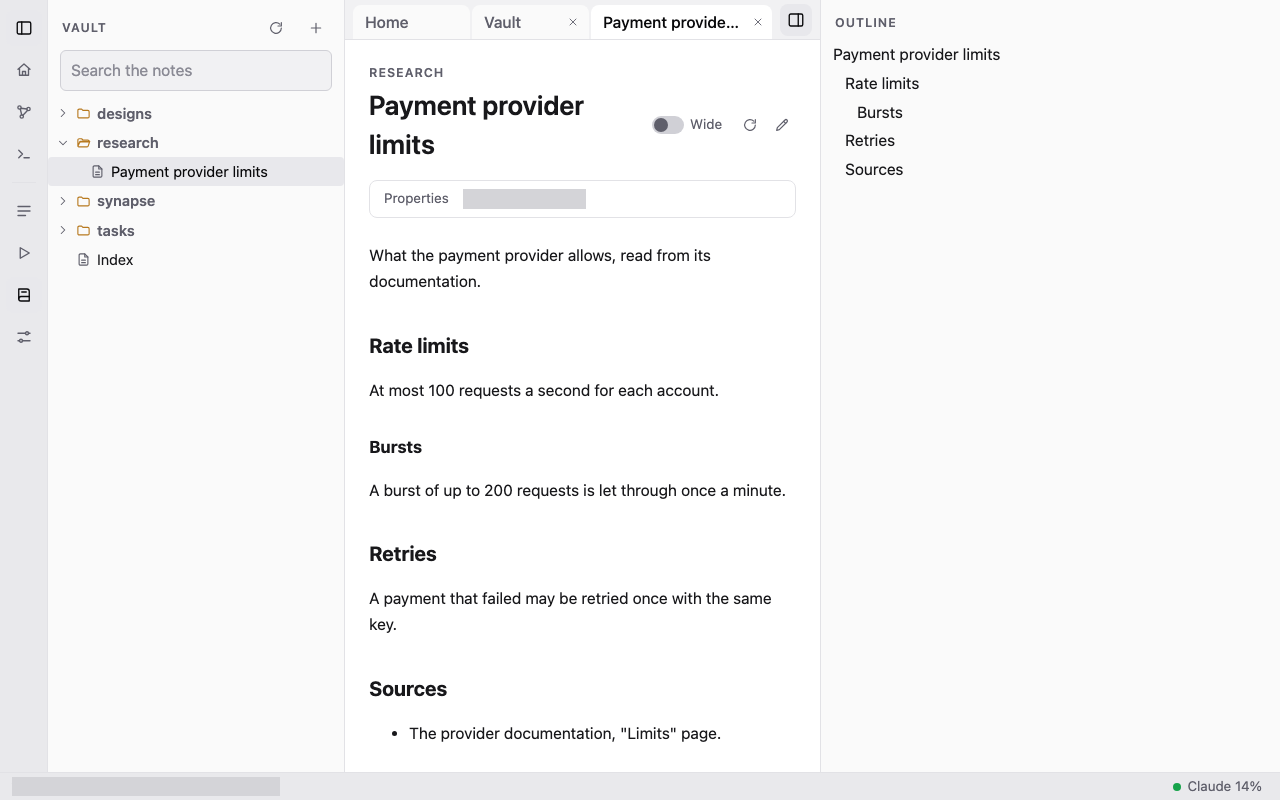 VAULT
Search the notes
designs
research
Payment provider limits
synapse
tasks
Index
Home
Vault
Payment provide...
RESEARCH
Payment provider
limits
Wide
Properties
What the payment provider allows, read from its
documentation.
Rate limits
At most 100 requests a second for each account.
Bursts
A burst of up to 200 requests is let through once a minute.
Retries
A payment that failed may be retried once with the same
key.
Sources
The provider documentation, "Limits" page.
OUTLINE
Payment provider limits
Rate limits
Bursts
Retries
Sources
Claude 14%